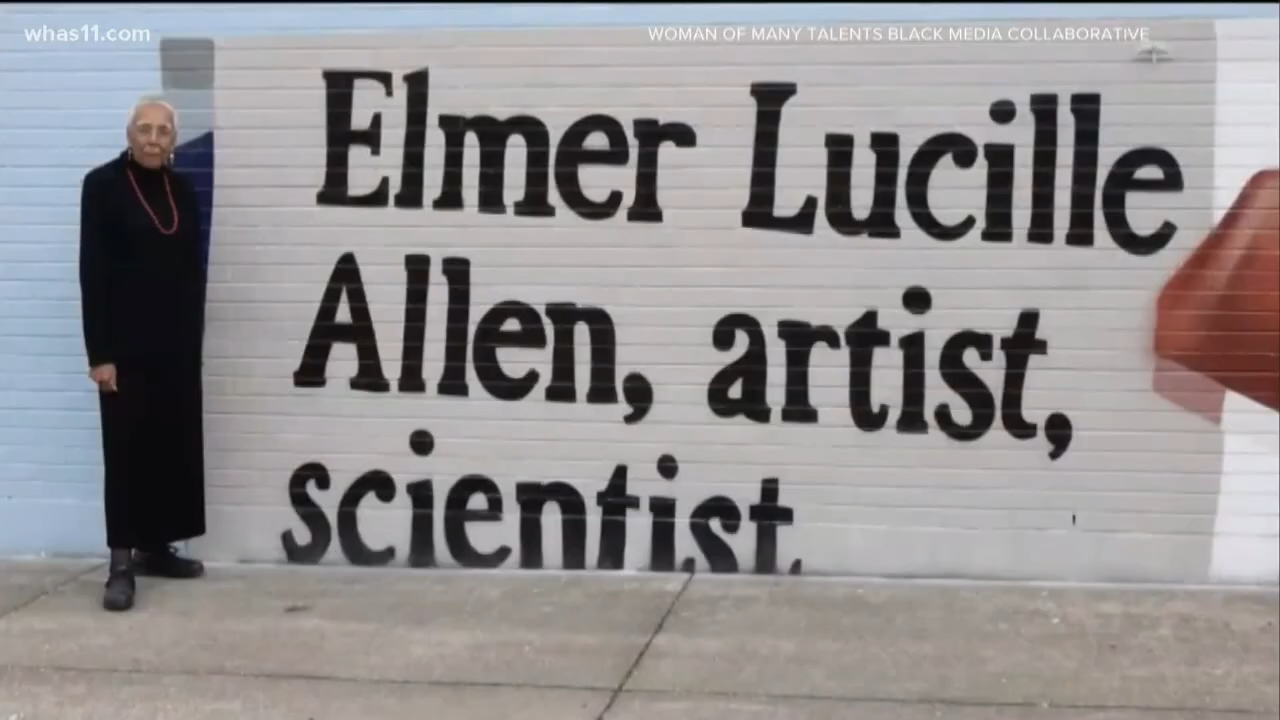 whas11.com
WOMAN OF MANY TALENTS BLACK MEDIA COLLABORATIVE
Elmer Lucille
Allen, artist,
scientist.